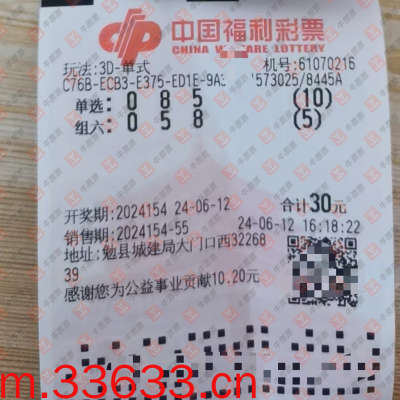 中国福利彩票
CHINA WELFARE LOTTERY
玩法:3D-单式 机号:61070216
C76B-ECB3-E375-ED1E-9A 573025/8445A
单选: 0 8 5 (10)
组六: 0 5 8 (5)
开奖期:2024154 24-06-12 合计30元
销售期:2024154-55 24-06-12 16:18:22
地址:勉县城建局大门口西32268
39
感谢您为公益事业贡献10.20元
m.33633.cn